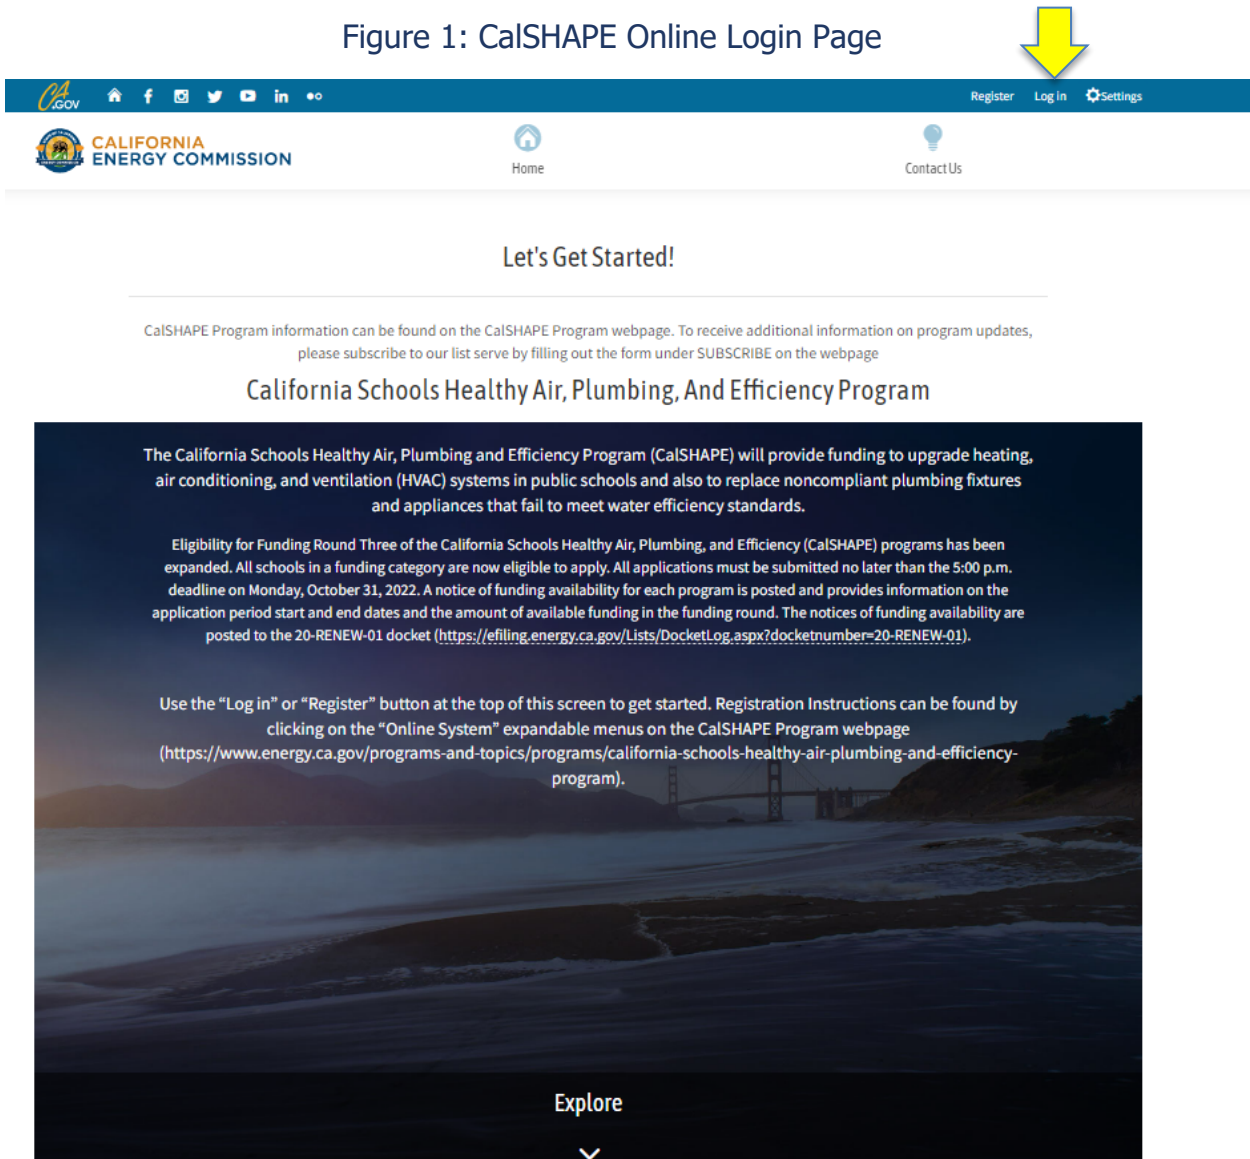 Figure 1: CalSHAPE Online Login Page
CA.GOV
Register Log in Settings
CALIFORNIA
ENERGY COMMISSION
Home
Contact Us
Let's Get Started!
CalSHAPE Program information can be found on the CalSHAPE Program webpage. To receive additional information on program updates,
please subscribe to our list serve by filling out the form under SUBSCRIBE on the webpage
California Schools Healthy Air, Plumbing, And Efficiency Program
The California Schools Healthy Air, Plumbing and Efficiency Program (CalSHAPE) will provide funding to upgrade heating,
air conditioning, and ventilation (HVAC) systems in public schools and also to replace noncompliant plumbing fixtures
and appliances that fail to meet water efficiency standards.
Eligibility for Funding Round Three of the California Schools Healthy Air, Plumbing, and Efficiency (CalSHAPE) programs has been
expanded. All schools in a funding category are now eligible to apply. All applications must be submitted no later than the 5:00 p.m.
deadline on Monday, October 31, 2022. A notice of funding availability for each program is posted and provides information on the
application period start and end dates and the amount of available funding in the funding round. The notices of funding availability are
posted to the 20-RENEW-01 docket (https://efiling.energy.ca.gov/Lists/DocketLog.aspx?docketnumber=20-RENEW-01).
Use the “Log in” or “Register” button at the top of this screen to get started. Registration Instructions can be found by
clicking on the “Online System” expandable menus on the CalSHAPE Program webpage
(https://www.energy.ca.gov/programs-and-topics/programs/california-schools-healthy-air-plumbing-and-efficiency-
program).
Explore